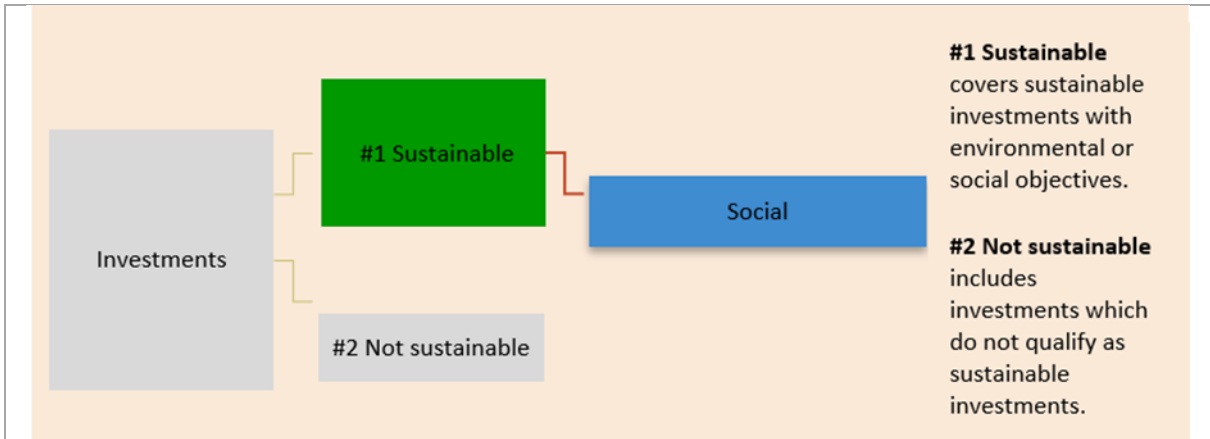 Investments
#1 Sustainable
#2 Not sustainable
Social
#1 Sustainable
covers sustainable
investments with
environmental or
social objectives.
#2 Not sustainable
includes
investments which
do not qualify as
sustainable
investments.